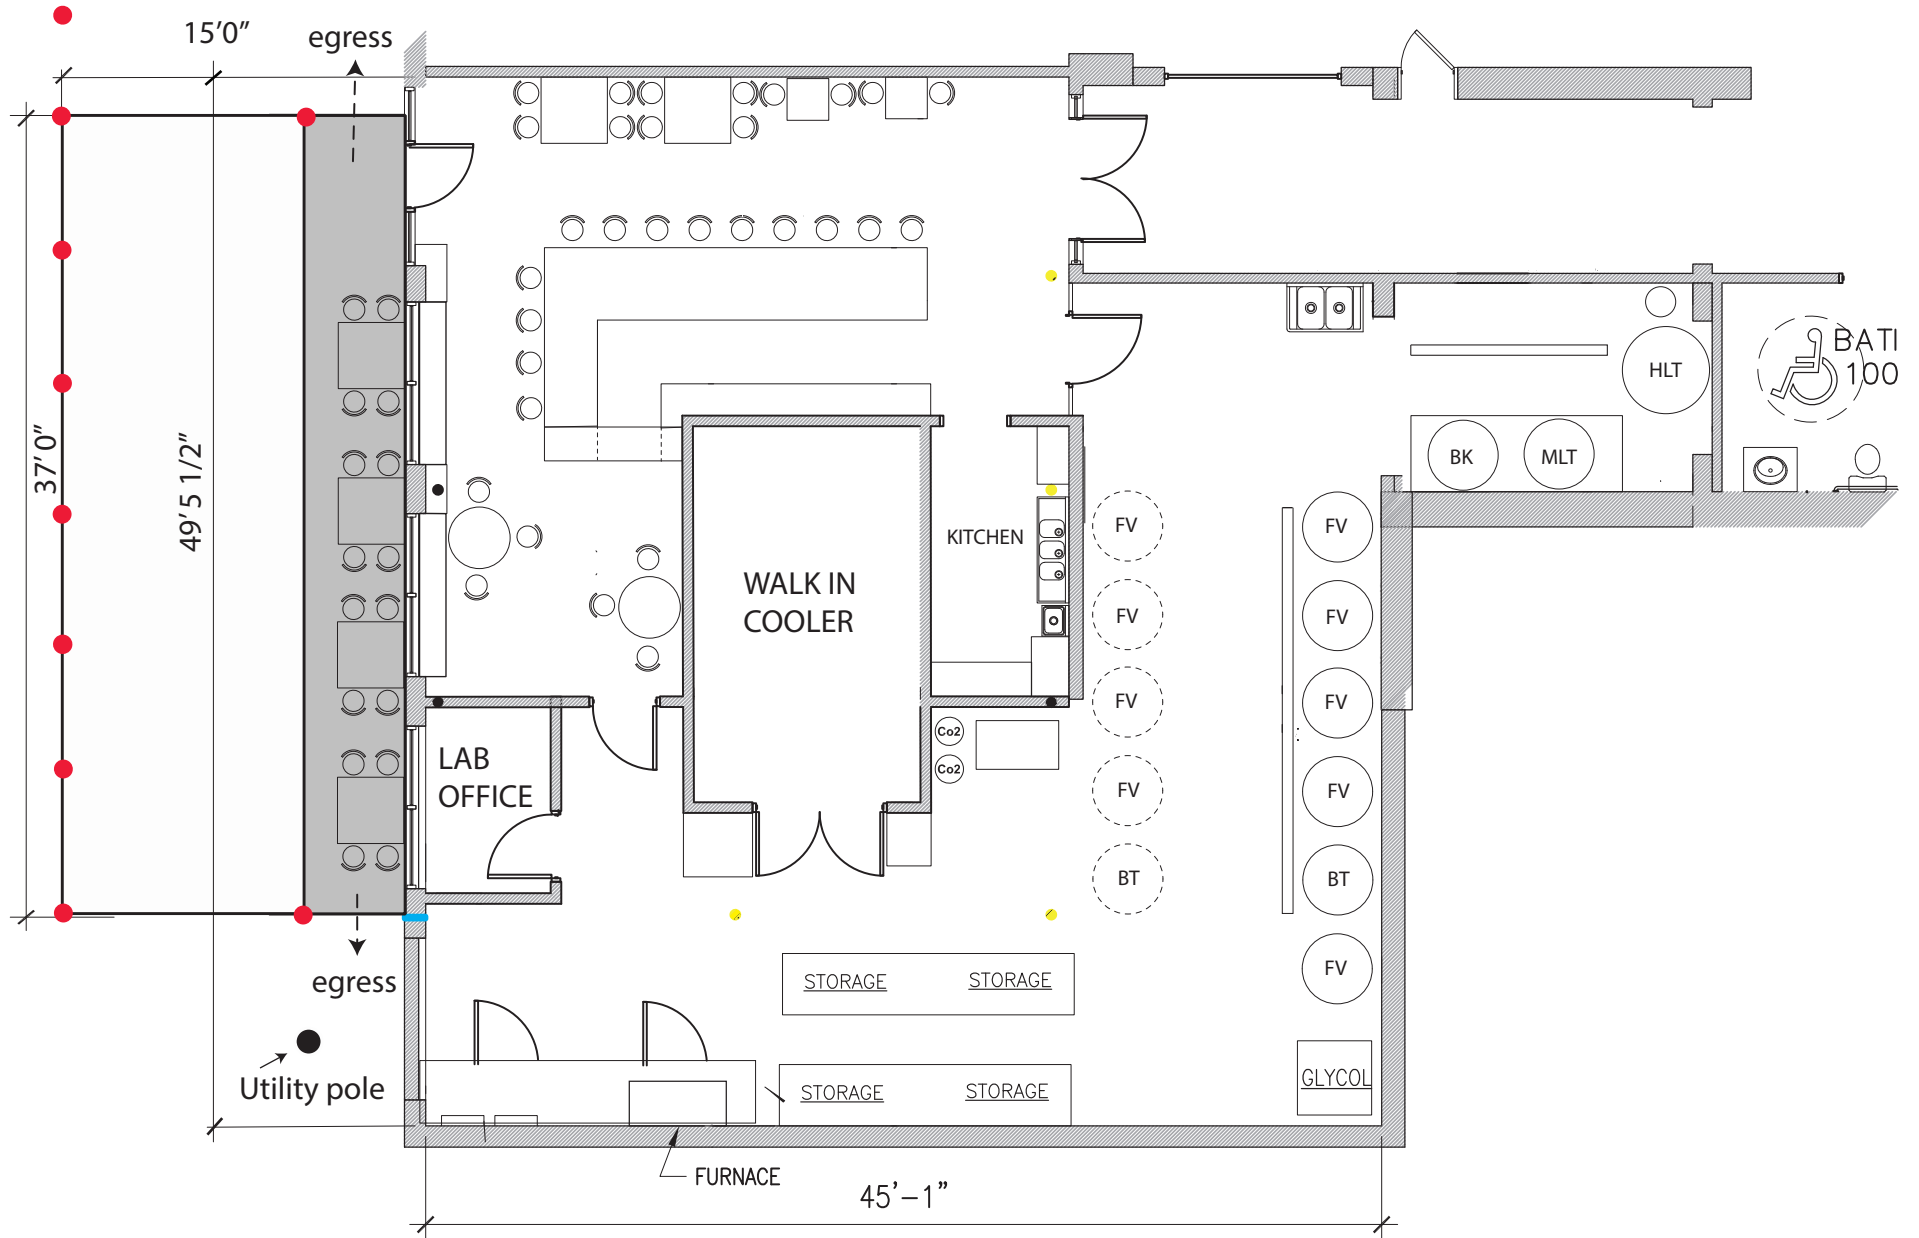 15’0”
egress
37’ 0”
49’ 5 1/2”
BATI
100
HLT
BK
MLT
KITCHEN
WALK IN
COOLER
FV
FV
FV
FV
FV
FV
FV
FV
BT
BT
FV
Co2
Co2
LAB
OFFICE
egress
Utility pole
STORAGE
STORAGE
STORAGE
STORAGE
GLYCOL
FURNACE
45’–1”